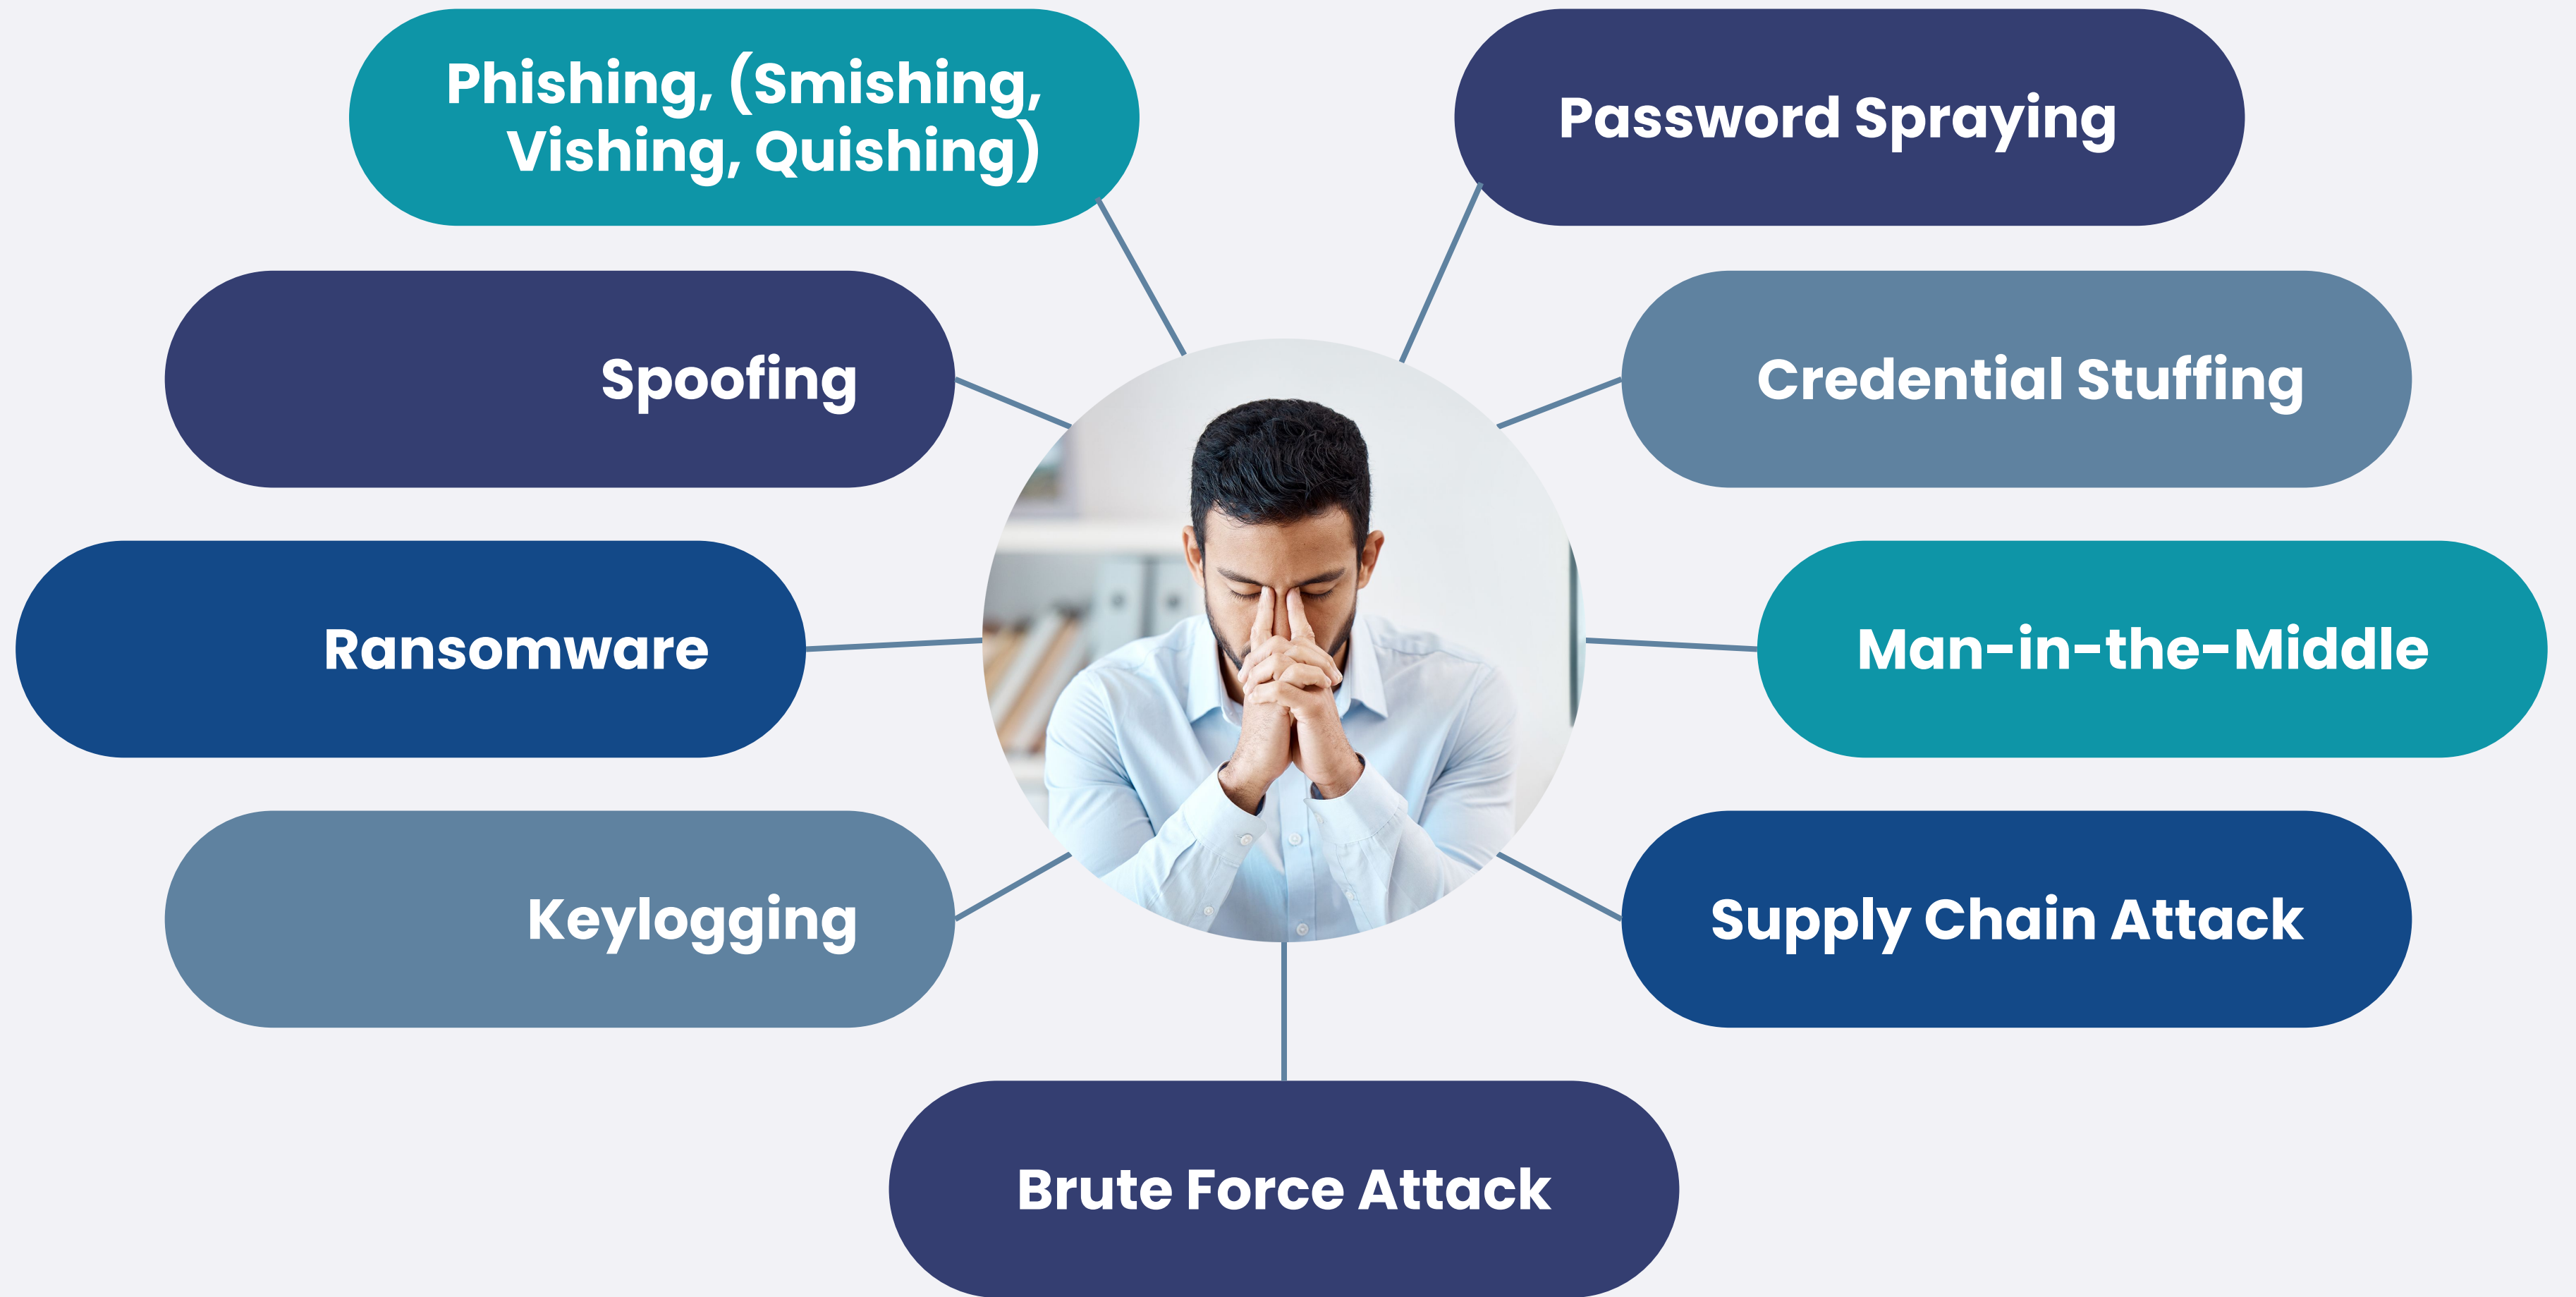 Phishing, (Smishing,
Vishing, Quishing)
Password Spraying
Spoofing
Credential Stuffing
Ransomware
Man-in-the-Middle
Keylogging
Supply Chain Attack
Brute Force Attack